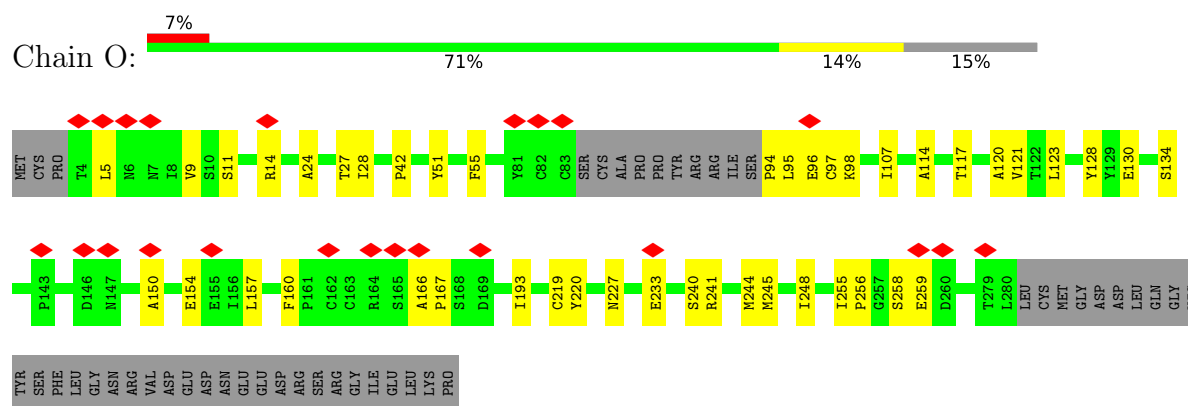 7%
Chain O:
71% 14% 15%
MET CYS PRO T4 L5 N6 N7 I8 V9 S10 S11 R14 A24 T27 I28 P42 Y51 F55 Y81 C82 C83 SER CYS ALA PRO PRO TYR ARG ARG ILE SER P94 L95 E96 C97 K98 I107 A114 T117 A120 V121 T122 L123 Y128 Y129 E130 S134
P143 D146 N147 A150 E154 E155 I156 L157 F160 P161 C162 C163 R164 S165 A166 P167 S168 D169 I193 C219 Y220 N227 E233 S240 R241 M244 M245 I248 I255 P256 G257 S258 E259 D260 T279 L280 LEU CYS MET GLY ASP ASP LEU GLN GLY
TYR SER PHE LEU GLY ASN ARG VAL ASP GLU ASP ASN GLU GLU ASP ARG SER ARG GLY ILE GLU LEU LYS PRO